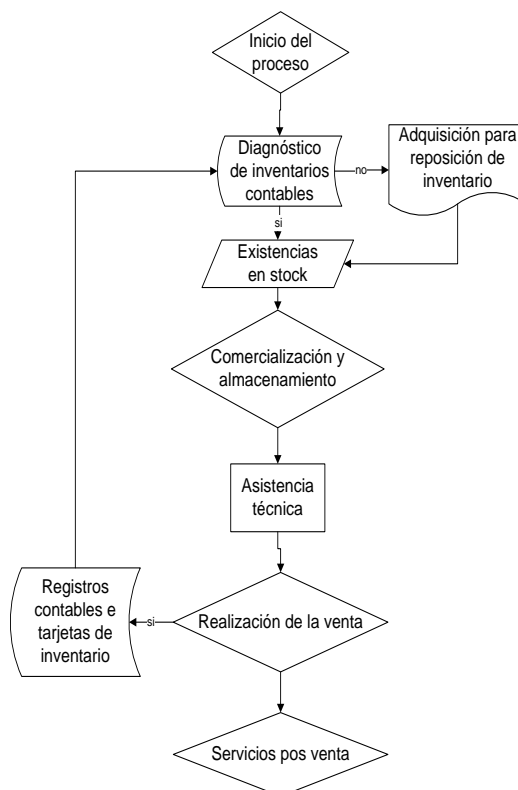 Inicio del
proceso
Diagnóstico
de inventarios
contables
no
Adquisición para
reposición de
inventario
si
Existencias
en stock
Comercialización y
almacenamiento
Asistencia
técnica
Registros
contables e
tarjetas de
inventario
si
Realización de la venta
Servicios pos venta